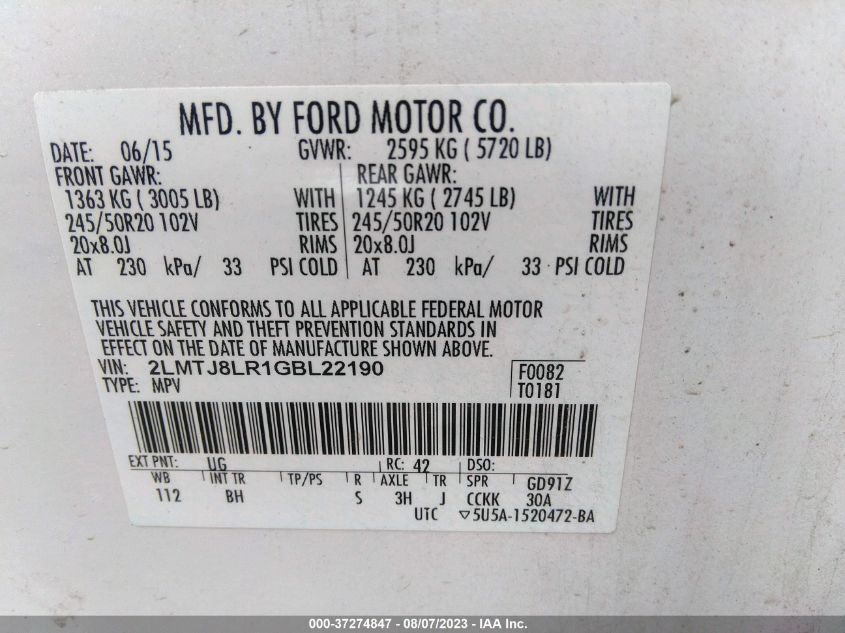 MFD. BY FORD MOTOR CO.
DATE: 06/15 GVWR: 2595 KG ( 5720 LB)
FRONT GAWR: REAR GAWR:
1363 KG ( 3005 LB) WITH 1245 KG ( 2745 LB) WITH
245/50R20 102V TIRES 245/50R20 102V TIRES
20x8.0J RIMS 20x8.0J RIMS
AT 230 kPa/ 33 PSI COLD AT 230 kPa/ 33 PSI COLD
THIS VEHICLE CONFORMS TO ALL APPLICABLE FEDERAL MOTOR
VEHICLE SAFETY AND THEFT PREVENTION STANDARDS IN
EFFECT ON THE DATE OF MANUFACTURE SHOWN ABOVE.
VIN: 2LMTJ8LR1GBL22190 F0082
TYPE: MPV T0181
EXT PNT: UG RC: 42 DSO:
WB INT TR TP/PS R AXLE TR SPR GD91Z
112 BH S 3H J CCKK 30A
UTC ▽5U5A-1520472-BA
000-37274847 - 08/07/2023 - IAA Inc.